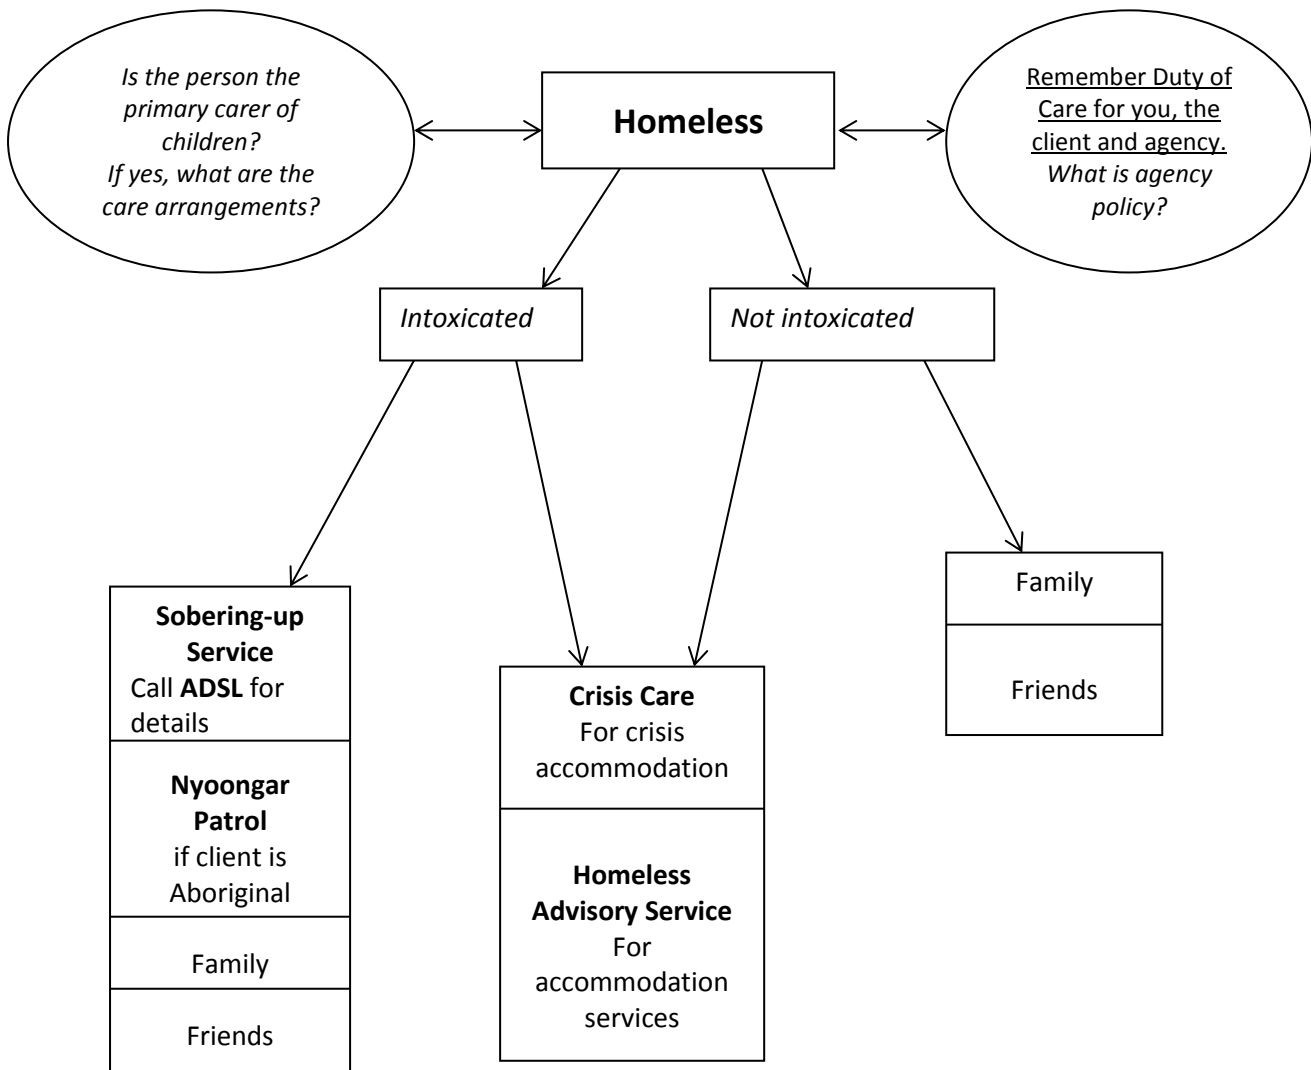 Is the person the
primary carer of
children?
If yes, what are the
care arrangements?
Homeless
Remember Duty of
Care for you, the
client and agency.
What is agency
policy?
Intoxicated
Not intoxicated
Sobering-up
Service
Call ADSL for
details
Nyoongar
Patrol
if client is
Aboriginal
Family
Friends
Crisis Care
For crisis
accommodation
Homeless
Advisory Service
For
accommodation
services
Family
Friends